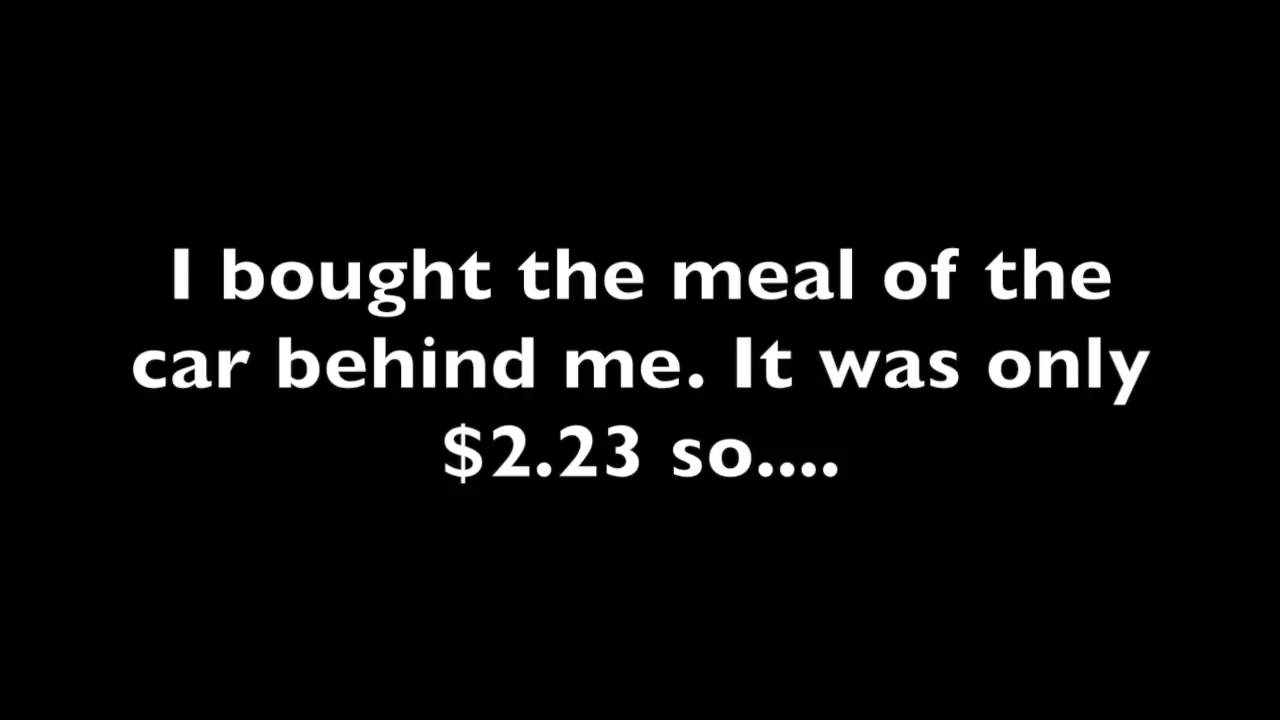 I bought the meal of the
car behind me. It was only
$2.23 so....